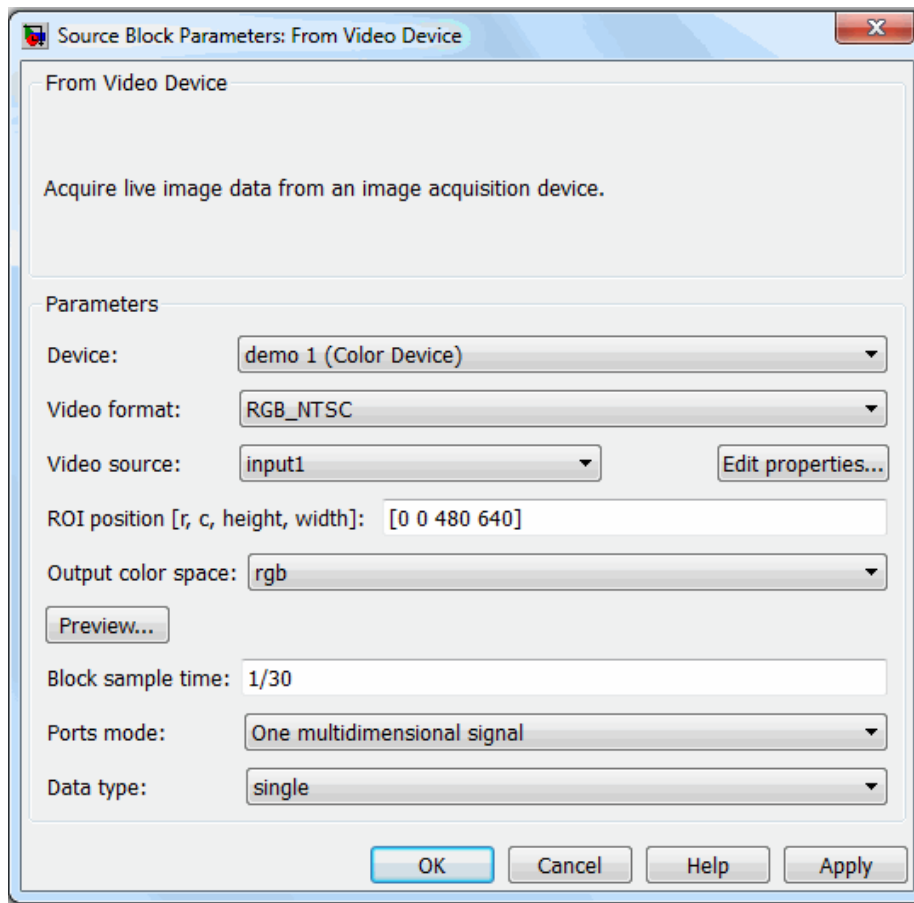 Source Block Parameters: From Video Device
X
From Video Device
Acquire live image data from an image acquisition device.
Parameters
Device: demo 1 (Color Device)
Video format: RGB_NTSC
Video source: input1 Edit properties...
ROI position [r, c, height, width]: [0 0 480 640]
Output color space: rgb
Preview...
Block sample time: 1/30
Ports mode: One multidimensional signal
Data type: single
OK Cancel Help Apply